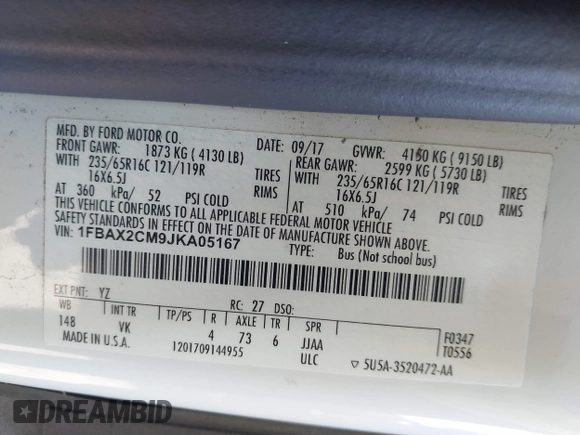 MFD. BY FORD MOTOR CO.
DATE: 09/17 GVWR: 4150 KG ( 9150 LB)
FRONT GAWR: 1873 KG ( 4130 LB) REAR GAWR: 2599 KG ( 5730 LB)
WITH 235/65R16C 121/119R TIRES WITH 235/65R16C 121/119R TIRES
16X6.5J RIMS 16X6.5J RIMS
AT 360 kPa/ 52 PSI COLD AT 510 kPa/ 74 PSI COLD
THIS VEHICLE CONFORMS TO ALL APPLICABLE FEDERAL MOTOR VEHICLE
SAFETY STANDARDS IN EFFECT ON THE DATE OF MANUFACTURE SHOWN ABOVE.
VIN: 1FBAX2CM9JKA05167
TYPE: Bus (Not school bus)
EXT PNT: YZ RC: 27 DSO:
WB INT TR TP/PS R AXLE TR SPR F0347
148 VK 4 73 6 JJAA T0556
MADE IN U.S.A. 1201709144955 ULC ▽ 5U5A-3520472-AA
DREAMBID